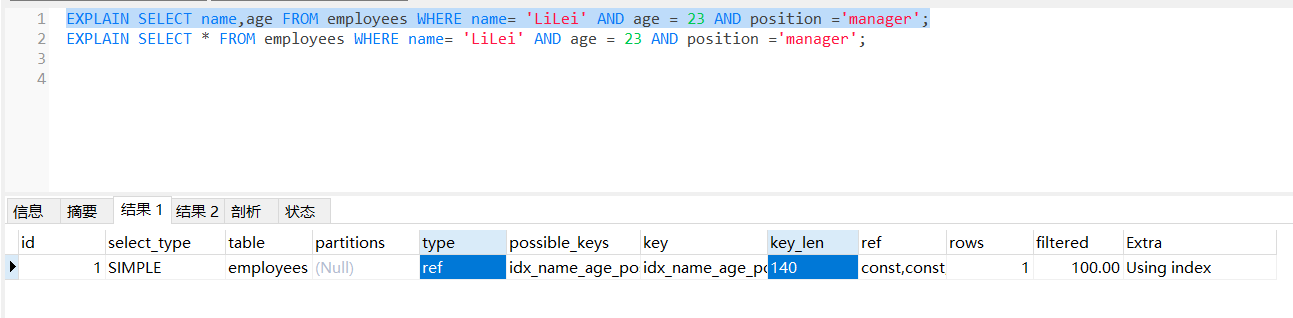 1 EXPLAIN SELECT name,age FROM employees WHERE name= 'LiLei' AND age = 23 AND position ='manager';
2 EXPLAIN SELECT * FROM employees WHERE name= 'LiLei' AND age = 23 AND position ='manager';
3
4
信息 摘要 结果 1 结果 2 剖析 状态
id select_type table partitions type possible_keys key key_len ref rows filtered Extra
1 SIMPLE employees (Null) ref idx_name_age_po idx_name_age_po 140 const,const 1 100.00 Using index